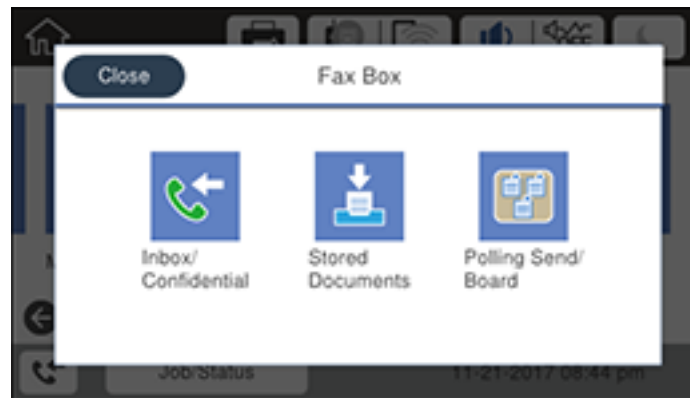 Close
Fax Box
Inbox/
Confidential
Stored
Documents
Polling Send/
Board
Job/Status
11-21-2017 08:44 pm